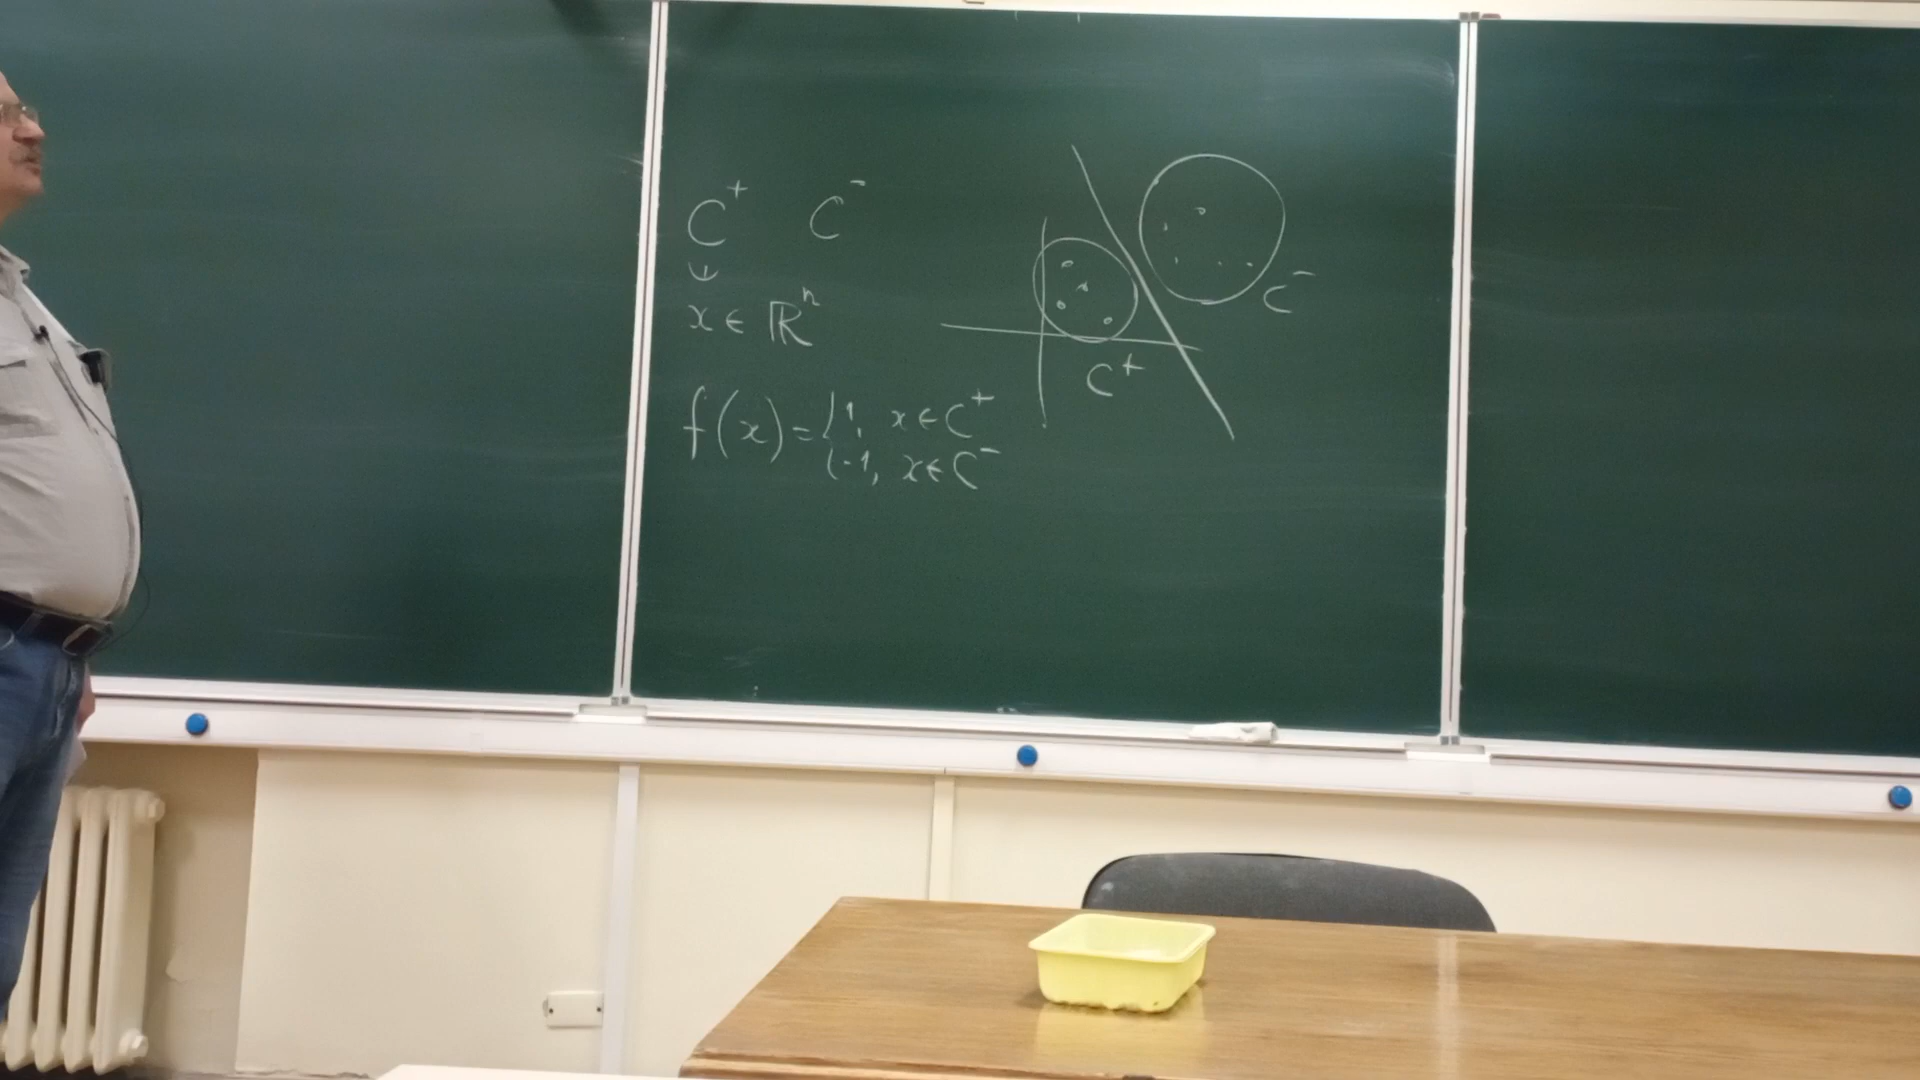 C⁺ C⁻
ψ
x ∈ ℝⁿ
f(x) = { 1, x ∈ C⁺
{ -1, x ∈ C⁻
C⁻
C⁺